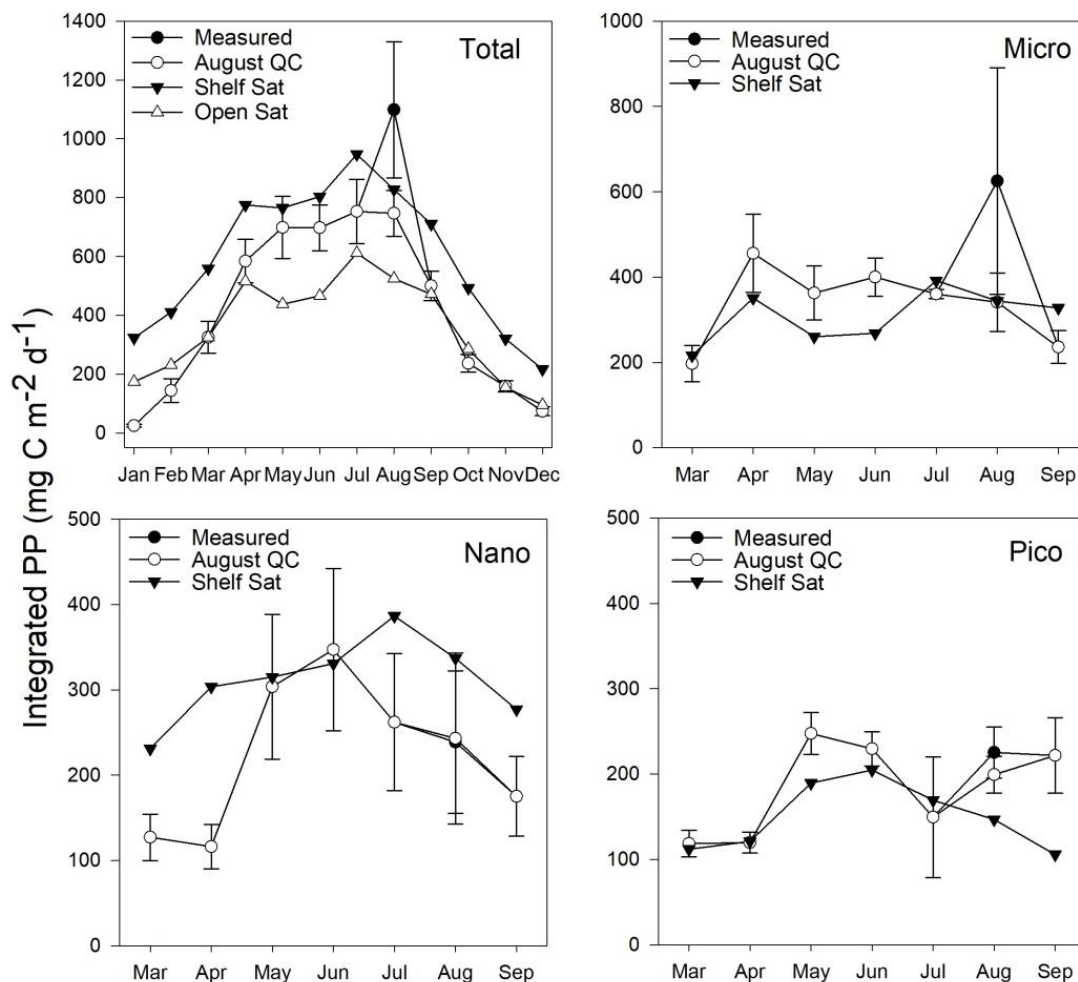 Integrated PP (mg C m⁻² d⁻¹)
Total
Measured
August QC
Shelf Sat
Open Sat
1400
1200
1000
800
600
400
200
0
Jan Feb Mar Apr May Jun Jul Aug Sep Oct Nov Dec
Micro
Measured
August QC
Shelf Sat
1000
800
600
400
200
0
Mar Apr May Jun Jul Aug Sep
Nano
Measured
August QC
Shelf Sat
500
400
300
200
100
0
Mar Apr May Jun Jul Aug Sep
Pico
Measured
August QC
Shelf Sat
500
400
300
200
100
0
Mar Apr May Jun Jul Aug Sep